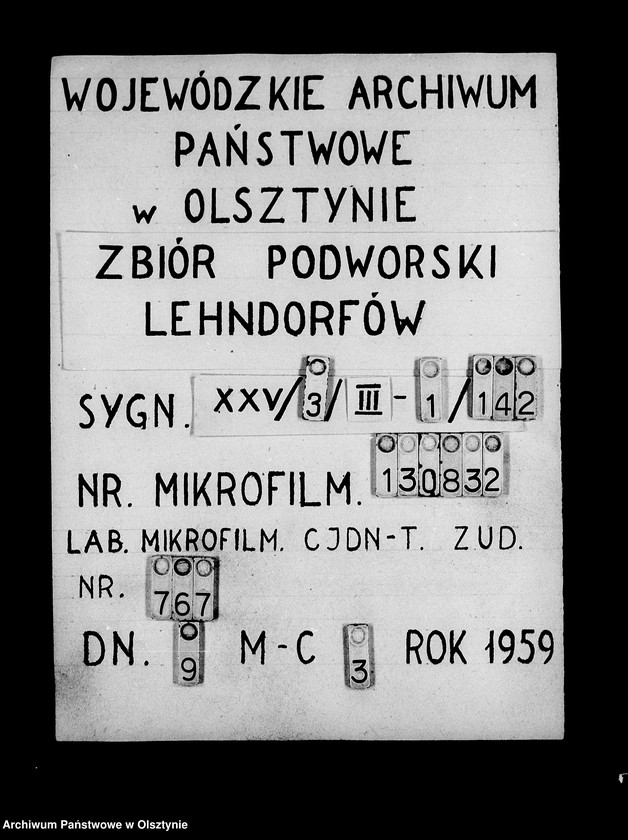 WOJEWÓDZKIE ARCHIWUM
PAŃSTWOWE
w OLSZTYNIE
ZBIÓR PODWORSKI
LEHNDORFÓW
SYGN. XXV/3/III-1/142
NR. MIKROFILM. 130832
LAB. MIKROFILM. CJDN-T. ZUD.
NR. 767
DN. 9 M-C 3 ROK 1959
Archiwum Państwowe w Olsztynie